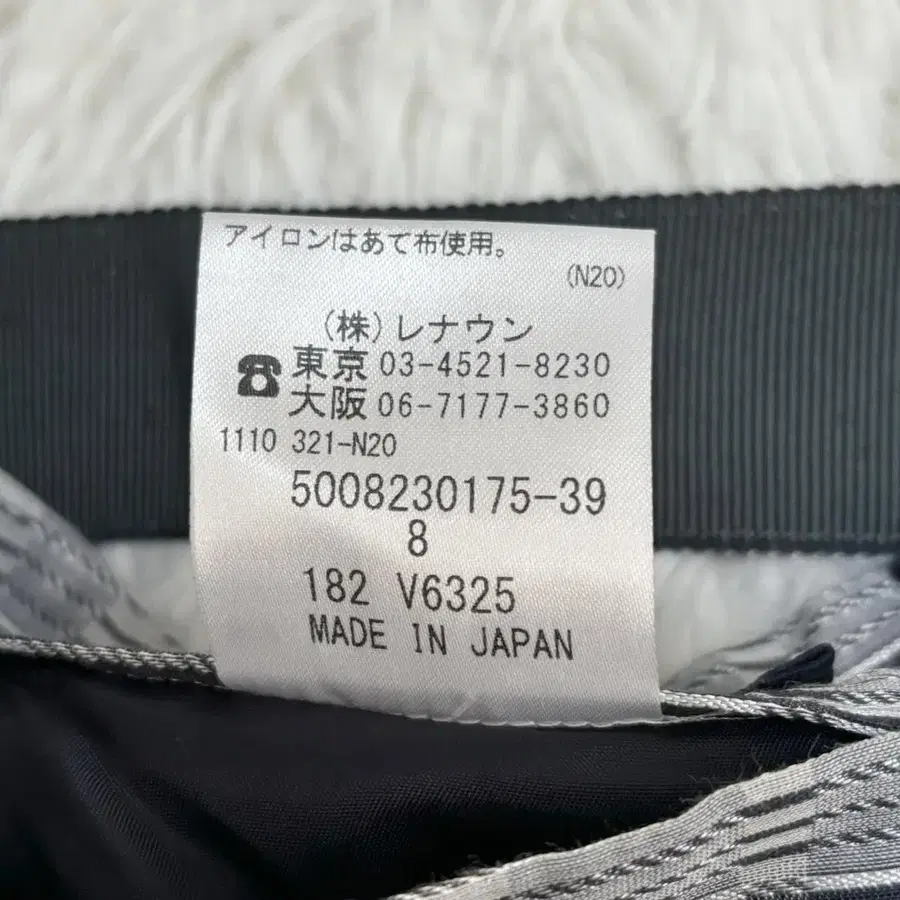 アイロンはあて布使用。
(N20)
(株)レナウン
東京 03-4521-8230
大阪 06-7177-3860
1110 321-N20
5008230175-39
8
182 V6325
MADE IN JAPAN